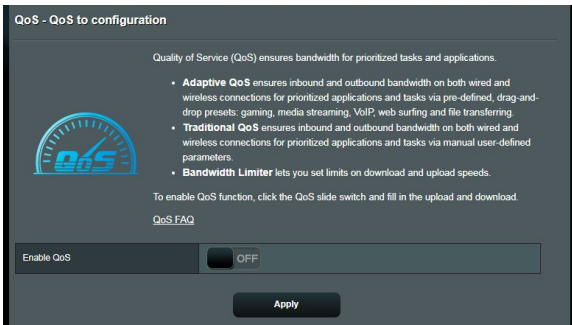 QoS - QoS to configuration
Quality of Service (QoS) ensures bandwidth for prioritized tasks and applications.
• Adaptive QoS ensures inbound and outbound bandwidth on both wired and
wireless connections for prioritized applications and tasks via pre-defined, drag-and-
drop presets: gaming, media streaming, VoIP, web surfing and file transferring.
• Traditional QoS ensures inbound and outbound bandwidth on both wired and
wireless connections for prioritized applications and tasks via manual user-defined
parameters.
• Bandwidth Limiter lets you set limits on download and upload speeds.
QoS
To enable QoS function, click the QoS slide switch and fill in the upload and download.
QoS FAQ
Enable QoS
OFF
Apply